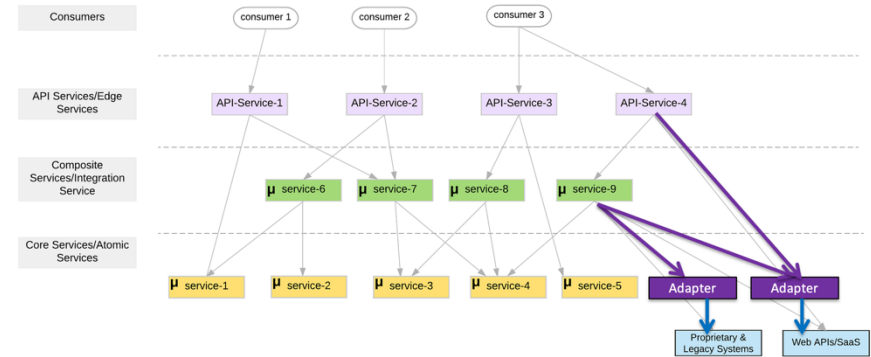 Consumers
consumer 1
consumer 2
consumer 3
API Services/Edge
Services
API-Service-1
API-Service-2
API-Service-3
API-Service-4
Composite
Services/Integration
Service
μ service-6
μ service-7
μ service-8
μ service-9
Core Services/Atomic
Services
μ service-1
μ service-2
μ service-3
μ service-4
μ service-5
Adapter
Adapter
Proprietary &
Legacy Systems
Web APIs/SaaS